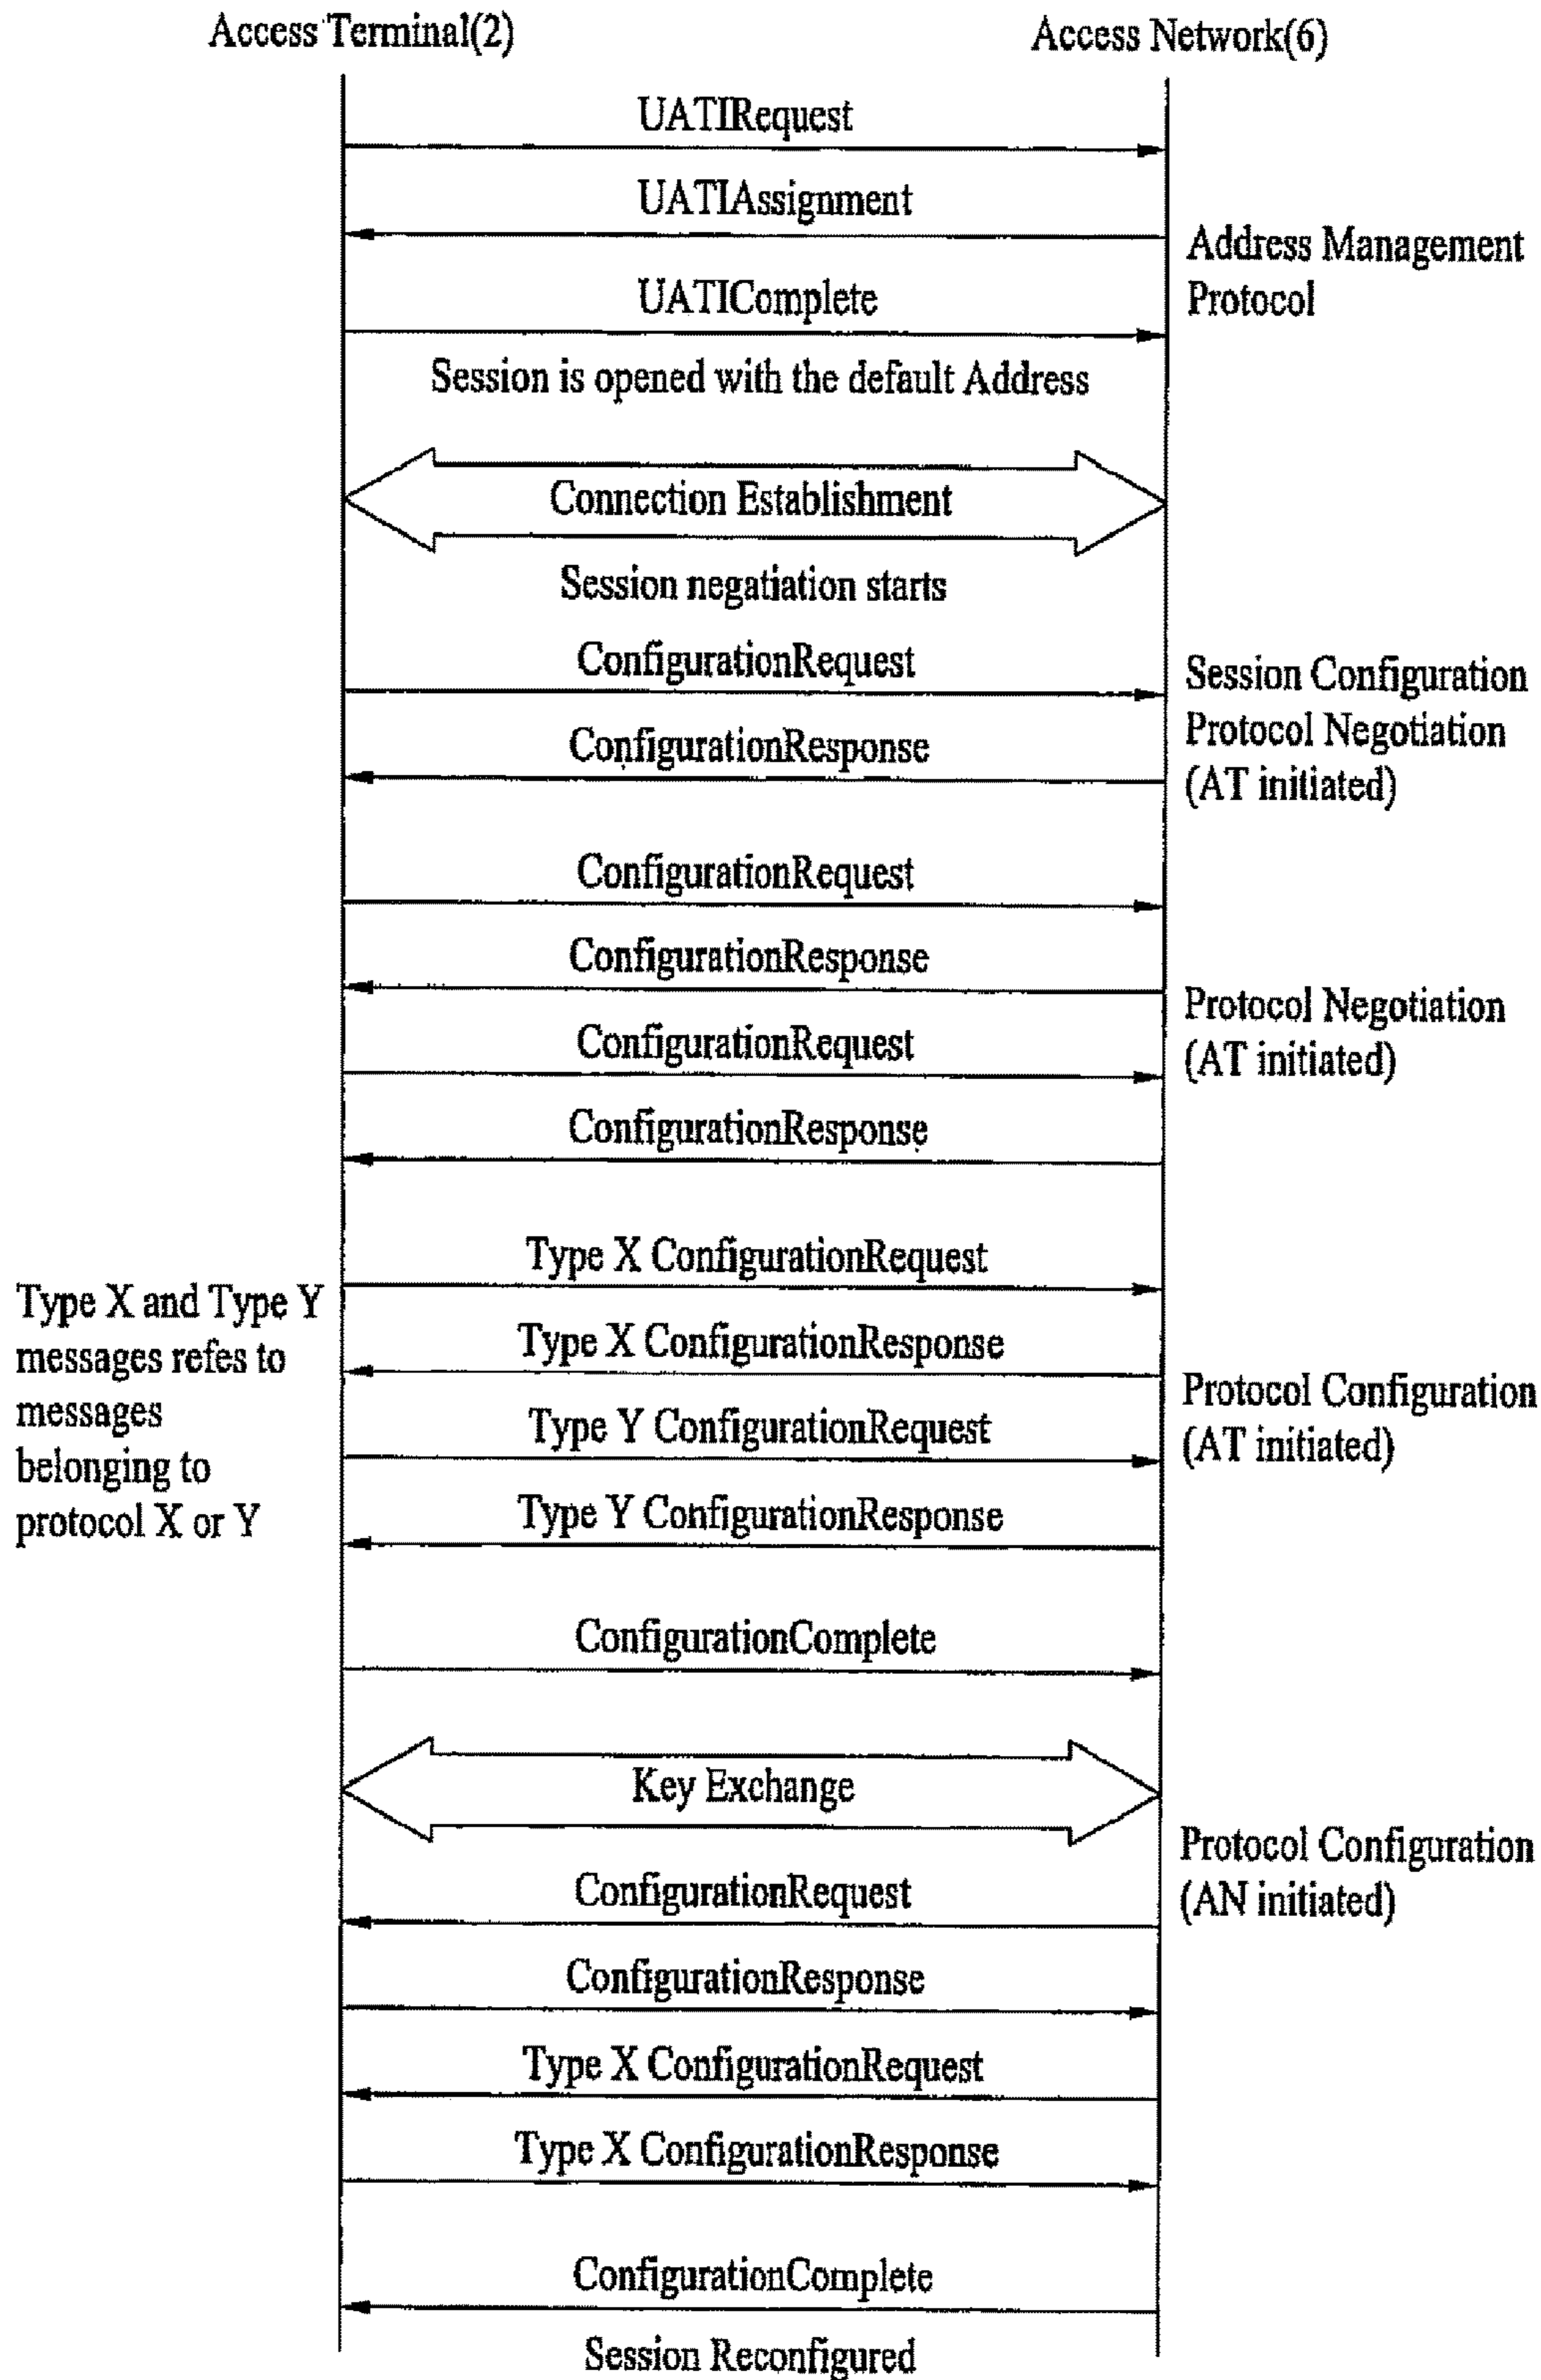 Access Terminal(2)
Access Network(6)
UATIRequest
UATIAssignment
Address Management
Protocol
UATIComplete
Session is opened with the default Address
Connection Establishment
Session negatiation starts
ConfigurationRequest
Session Configuration
Protocol Negotiation
(AT initiated)
ConfigurationResponse
ConfigurationRequest
ConfigurationResponse
Protocol Negotiation
(AT initiated)
ConfigurationRequest
ConfigurationResponse
Type X ConfigurationRequest
Type X and Type Y
messages refes to
messages
belonging to
protocol X or Y
Type X ConfigurationResponse
Protocol Configuration
(AT initiated)
Type Y ConfigurationRequest
Type Y ConfigurationResponse
ConfigurationComplete
Key Exchange
Protocol Configuration
(AN initiated)
ConfigurationRequest
ConfigurationResponse
Type X ConfigurationRequest
Type X ConfigurationResponse
ConfigurationComplete
Session Reconfigured